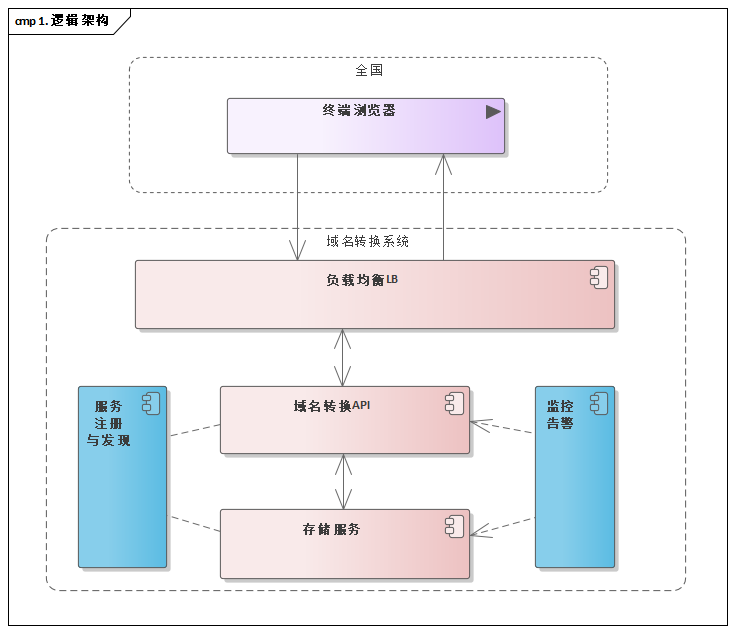 cmp 1. 逻辑架构
全国
终端浏览器
域名转换系统
负载均衡LB
服务
注册
与发现
域名转换API
监控
告警
存储服务